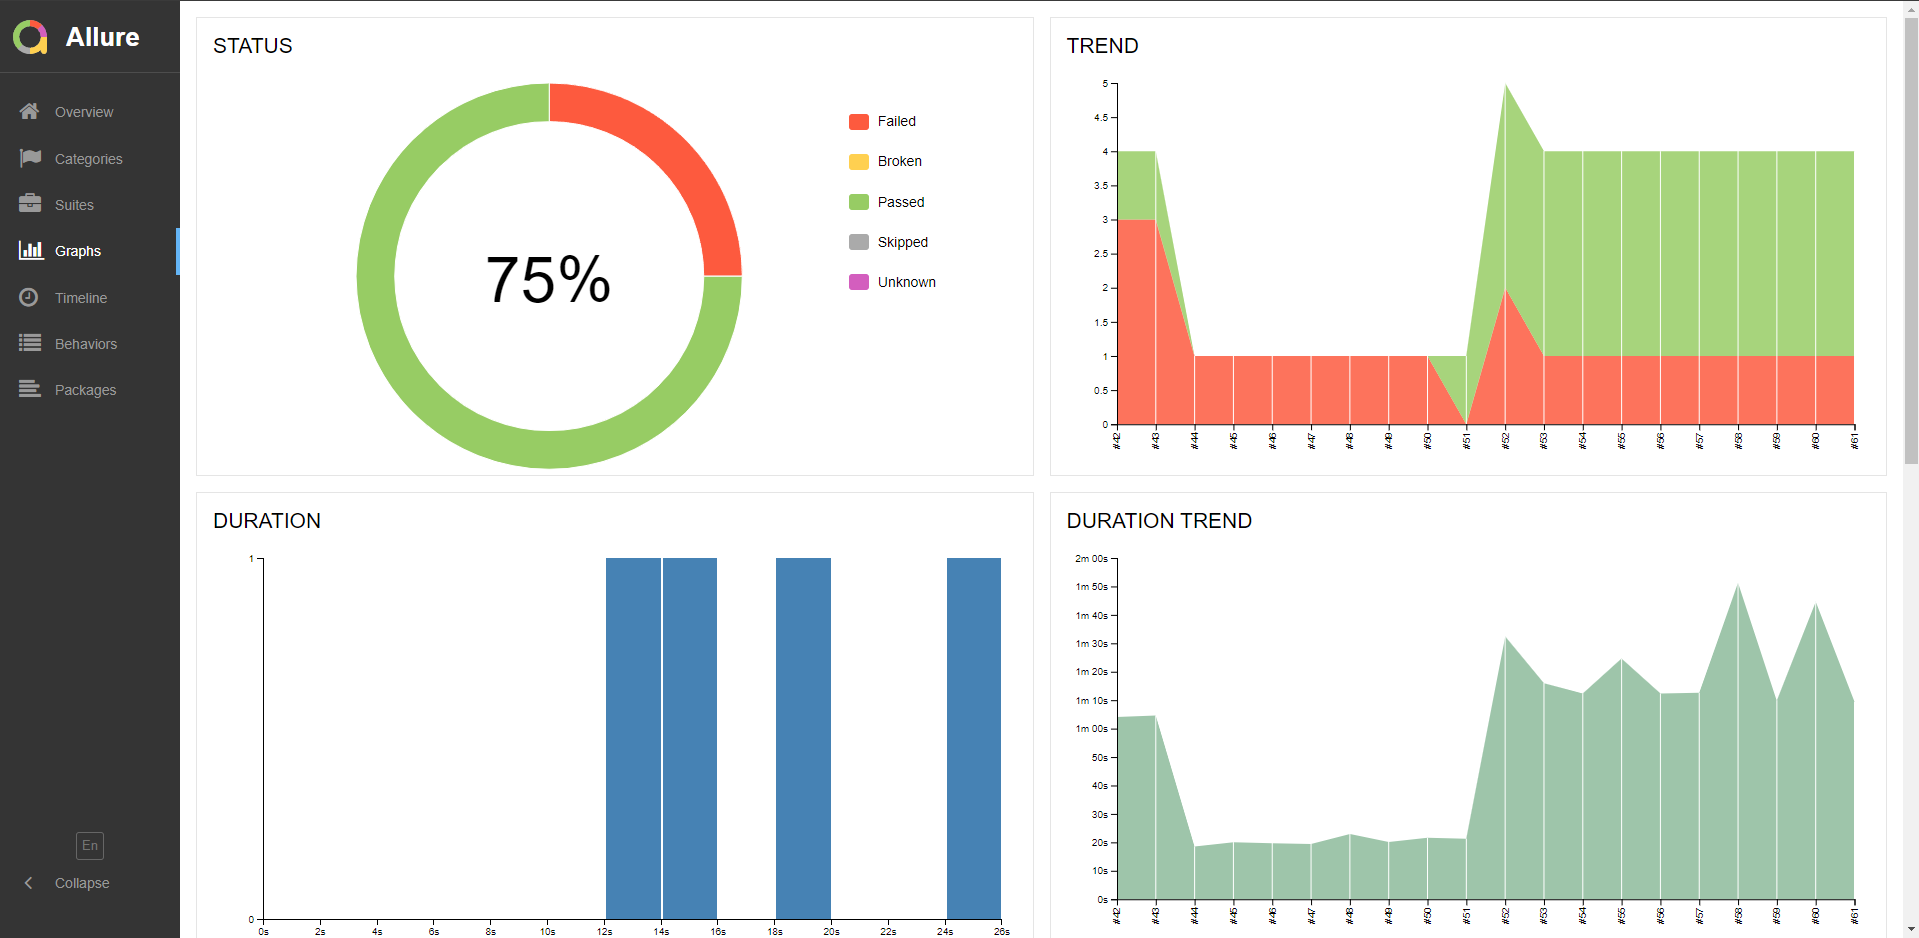 Allure
Overview
Categories
Suites
Graphs
Timeline
Behaviors
Packages
En
Collapse
STATUS
75%
Failed
Broken
Passed
Skipped
Unknown
TREND
5
4.5
4
3.5
3
2.5
2
1.5
1
0.5
0
#42
#43
#44
#45
#46
#47
#48
#49
#50
#51
#52
#53
#54
#55
#56
#57
#58
#59
#60
#61
DURATION
1
0
0s 2s 4s 6s 8s 10s 12s 14s 16s 18s 20s 22s 24s 26s
DURATION TREND
2m 00s
1m 50s
1m 40s
1m 30s
1m 20s
1m 10s
1m 00s
50s
40s
30s
20s
10s
0s
#42
#43
#44
#45
#46
#47
#48
#49
#50
#51
#52
#53
#54
#55
#56
#57
#58
#59
#60
#61